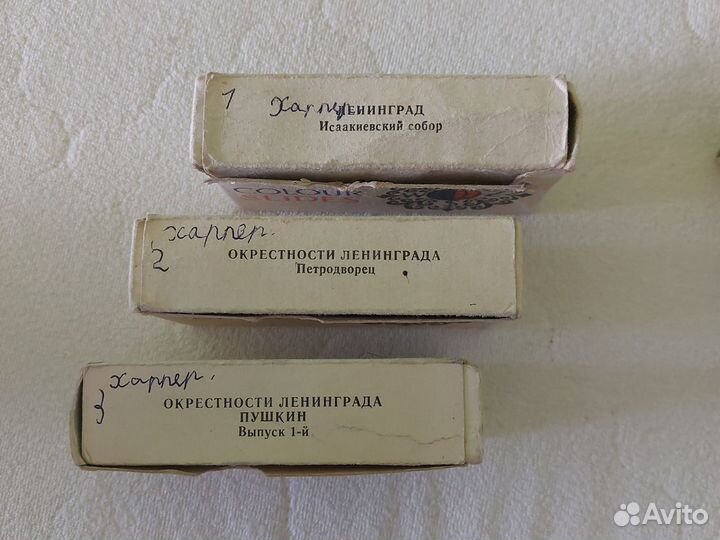 1 Харпер. ЛЕНИНГРАД
Исаакиевский собор
COLOUR
SLIDES
Харпер.
2 ОКРЕСТНОСТИ ЛЕНИНГРАДА
Петродворец
Харпер.
3 ОКРЕСТНОСТИ ЛЕНИНГРАДА
ПУШКИН
Выпуск 1-й
Avito